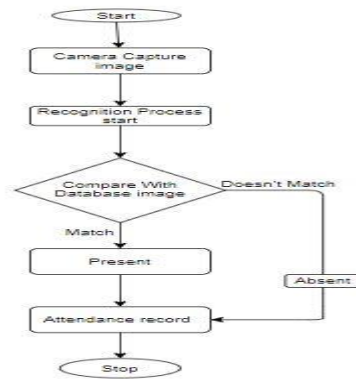 Start
Camera Capture
image
Recognition Process
start
Compare With
Database image
Doesn't Match
Match
Present
Absent
Attendance record
Stop